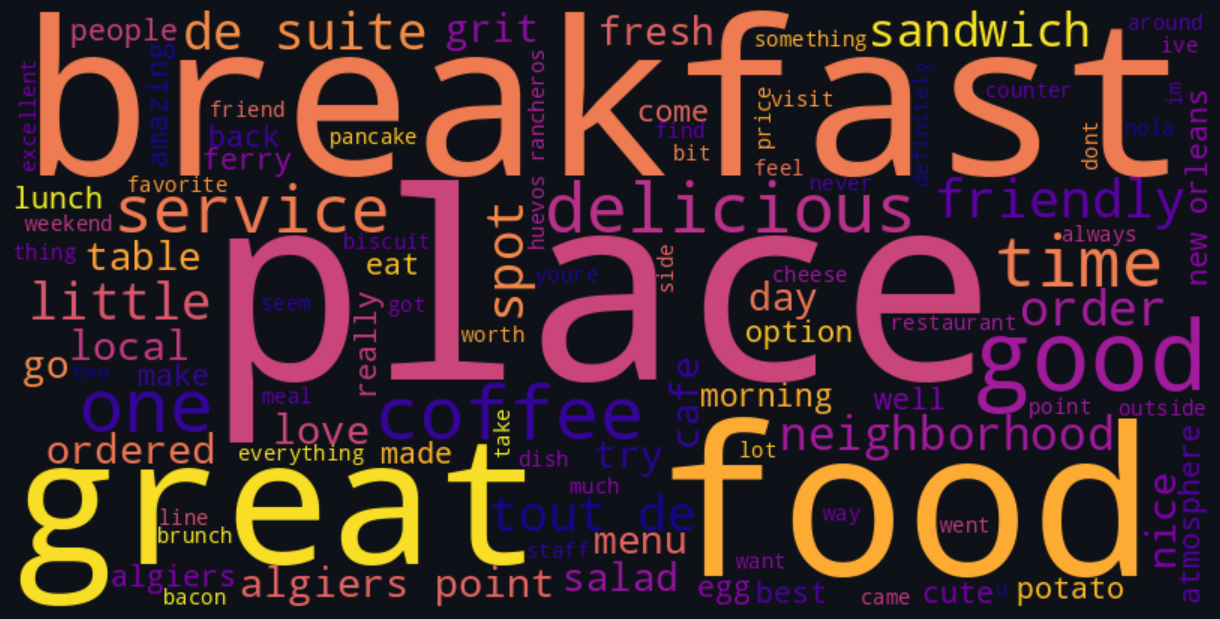 breakfast
people
de suite
grit
fresh
something
sandwich
around
ive
excellent
amazing
friend
back
ferry
pancake
rancheros
come
find
bit
price
visit
feel
definitely
counter
im
dont
nola
new orleans
lunch
favorite
weekend
service
thing
table
biscuit
eat
spot
huevos
delicious
never
friendly
always
place
youre
side
cheese
time
little
seem
got
really
worth
day
option
restaurant
order
good
local
go
two
make
one
meal
coffee
cafe
morning
well
point
outside
love
ordered
everything
made
take
dish
try
lot
neighborhood
great
food
line
brunch
much
tout de
staff
menu
way
went
want
nice
atmosphere
algiers
bacon
algiers point
salad
egg
best
came
cute
u
potato